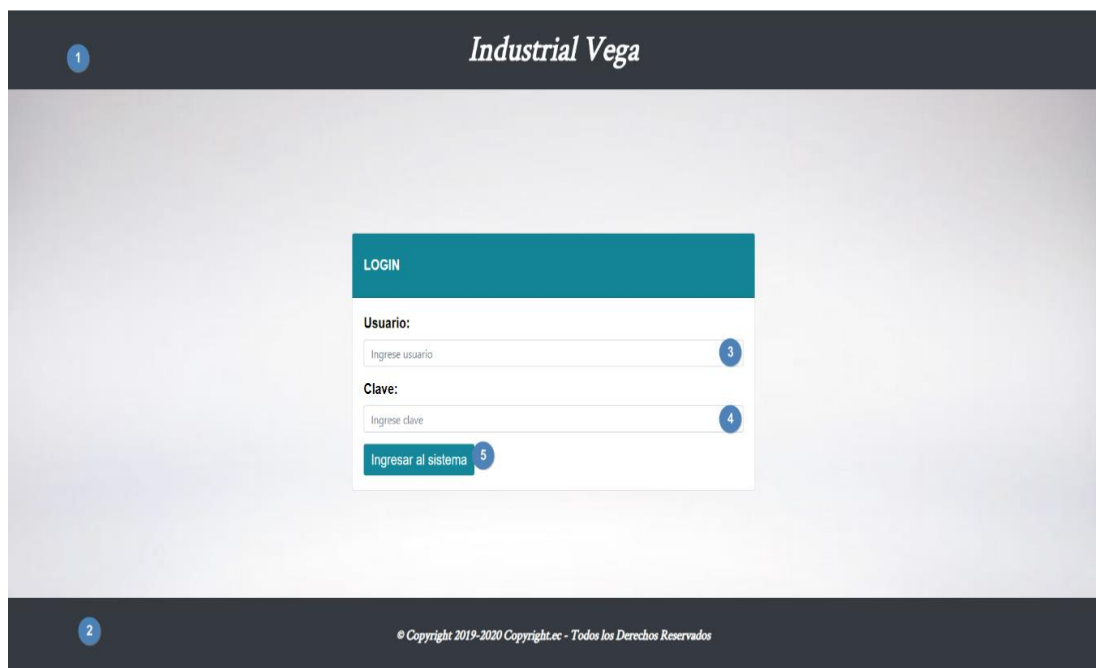 1
Industrial Vega
LOGIN
Usuario:
Ingrese usuario 3
Clave:
Ingrese clave 4
Ingresar al sistema 5
2
© Copyright 2019-2020 Copyright.ec - Todos los Derechos Reservados